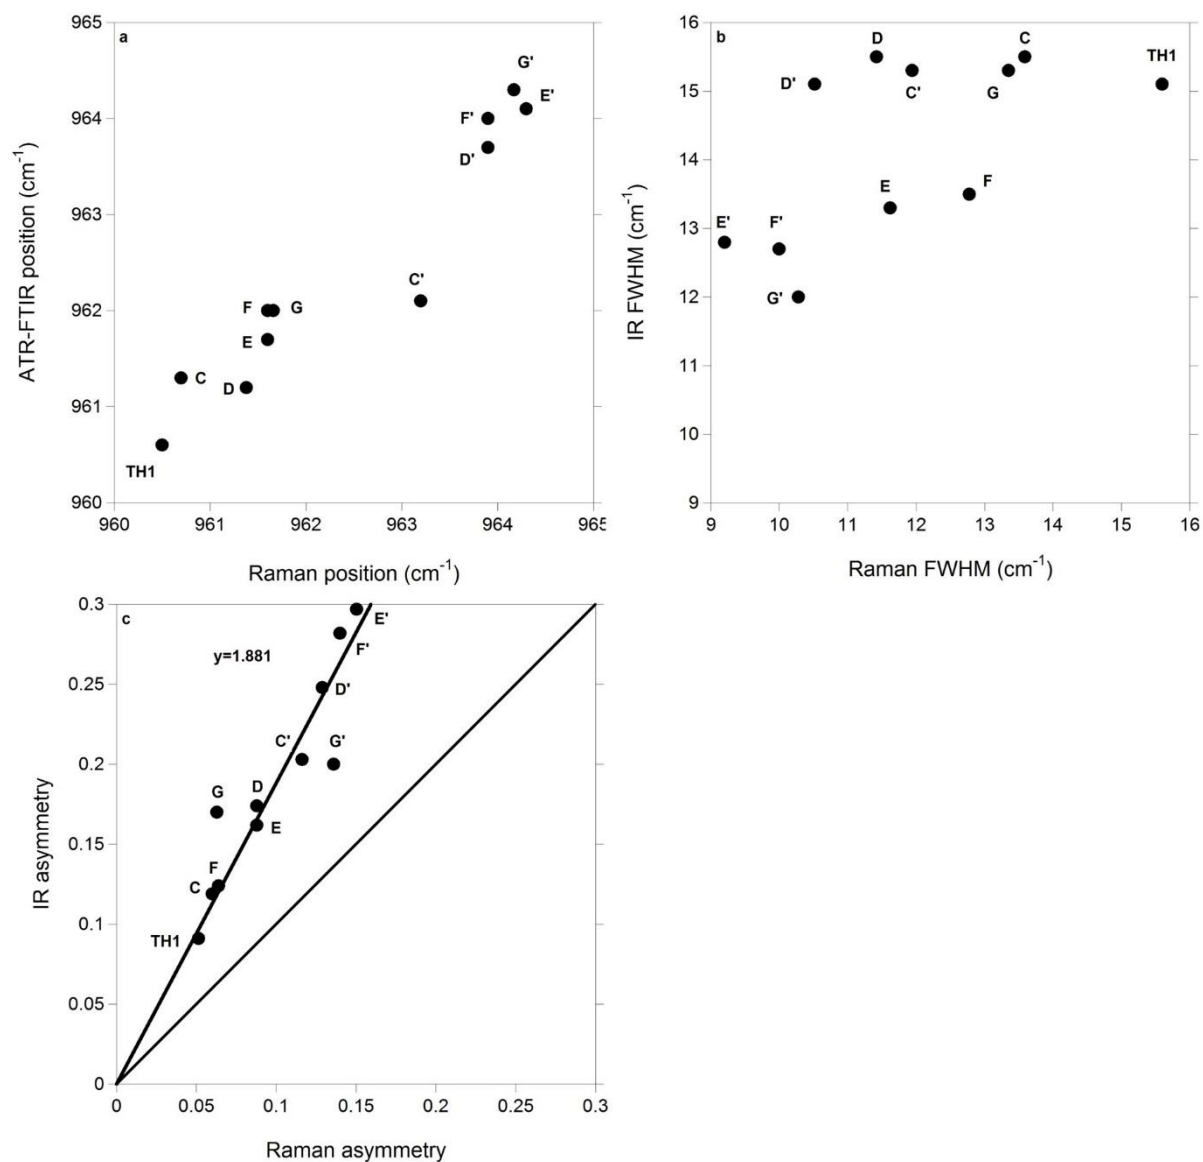 a
965
964
963
962
961
960
960
961
962
963
964
965
ATR-FTIR position (cm⁻¹)
Raman position (cm⁻¹)
G'
E'
F'
D'
C'
F
G
E
C
D
TH1
b
16
15
14
13
12
11
10
9
9
10
11
12
13
14
15
16
IR FWHM (cm⁻¹)
Raman FWHM (cm⁻¹)
D
C
TH1
D'
C'
G
E
F
E'
F'
G'
c
0.3
0.25
0.2
0.15
0.1
0.05
0
0
0.05
0.1
0.15
0.2
0.25
0.3
IR asymmetry
Raman asymmetry
y=1.881
E'
F'
D'
C'
G'
G
D
E
F
C
TH1